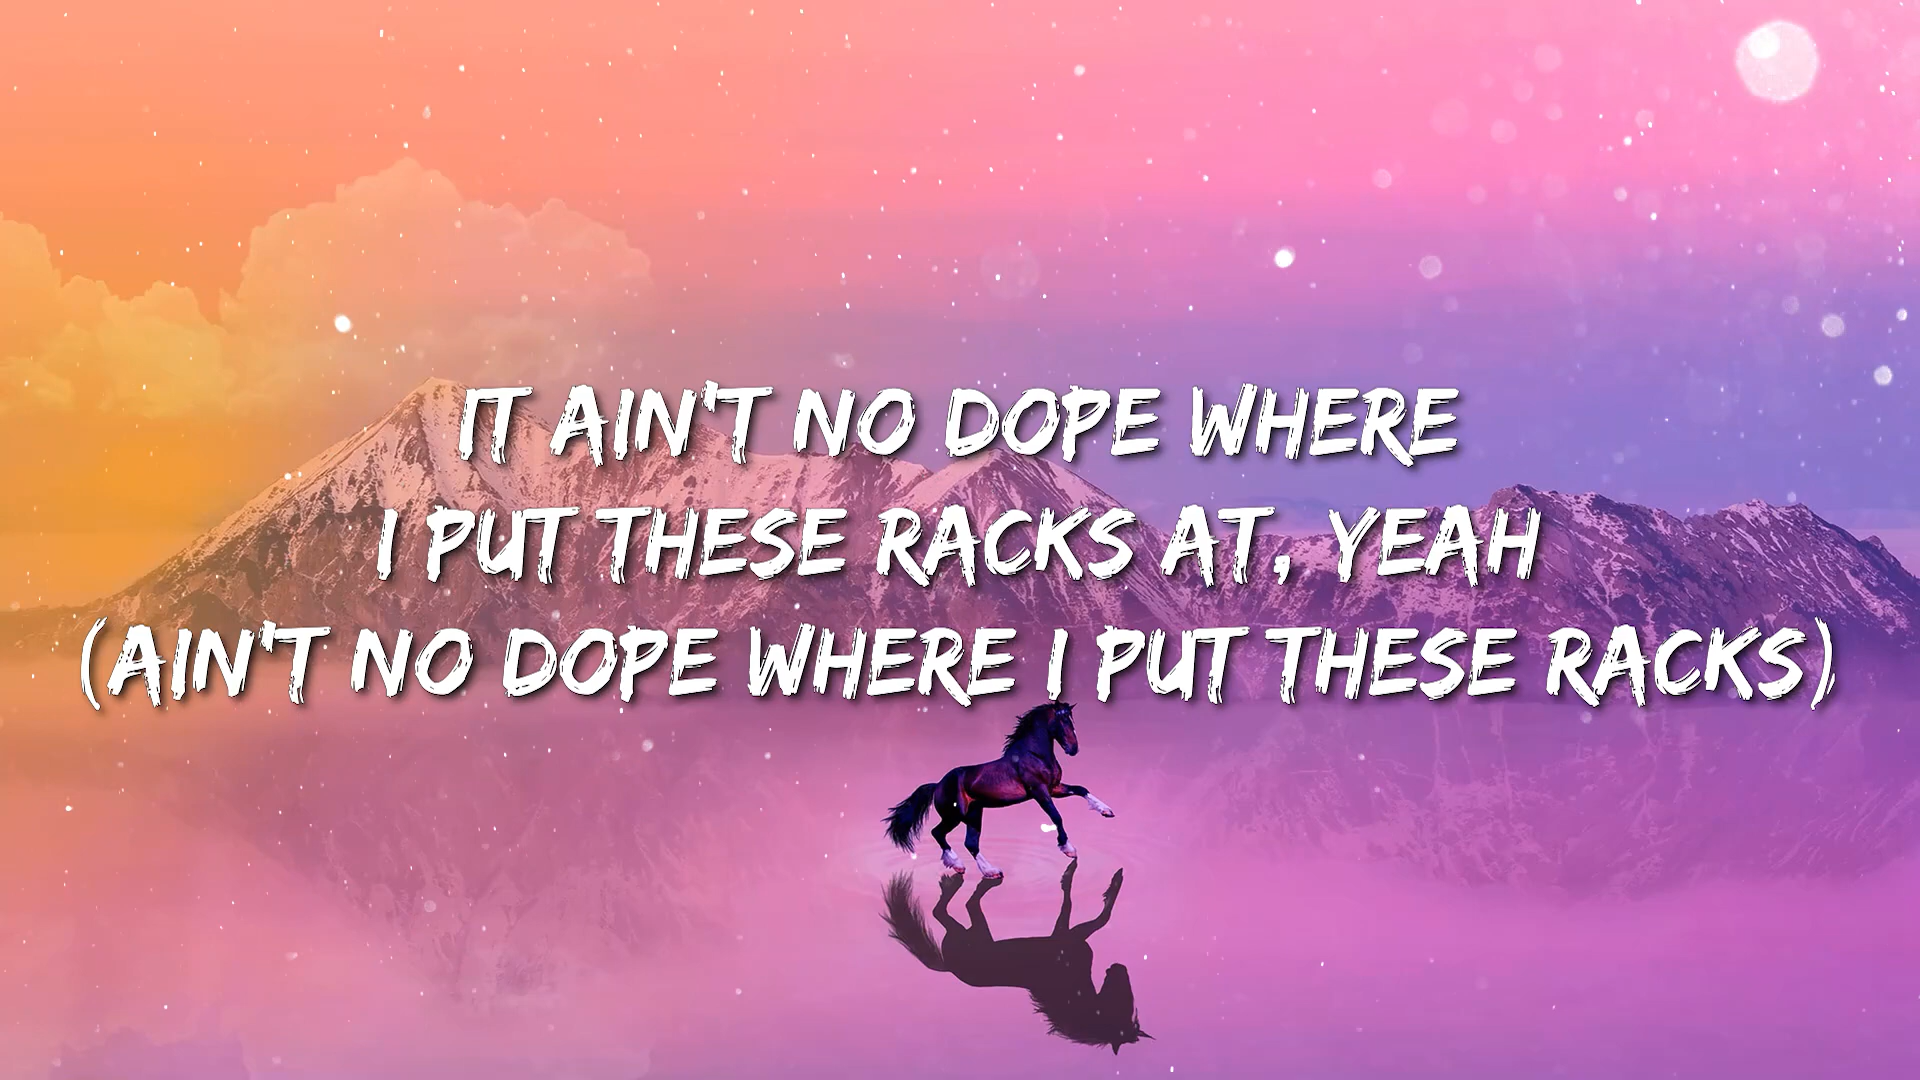 IT AIN'T NO DOPE WHERE
I PUT THESE RACKS AT, YEAH
(AIN'T NO DOPE WHERE I PUT THESE RACKS)